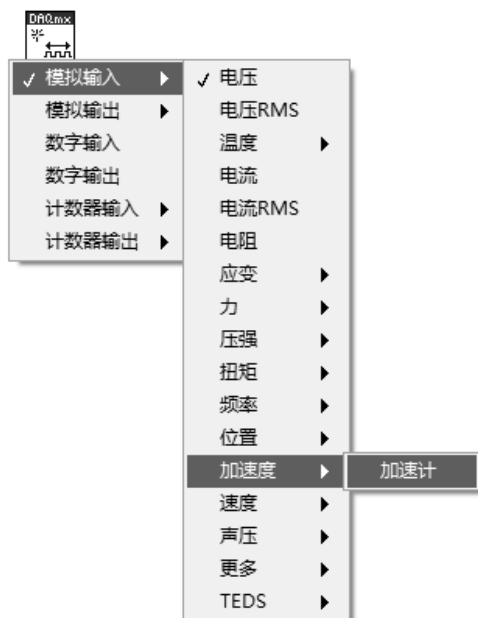 DAQmx
✓ 模拟输入
模拟输出
数字输入
数字输出
计数器输入
计数器输出
✓ 电压
电压RMS
温度
电流
电流RMS
电阻
应变
力
压强
扭矩
频率
位置
加速度
速度
声压
更多
TEDS
加速计